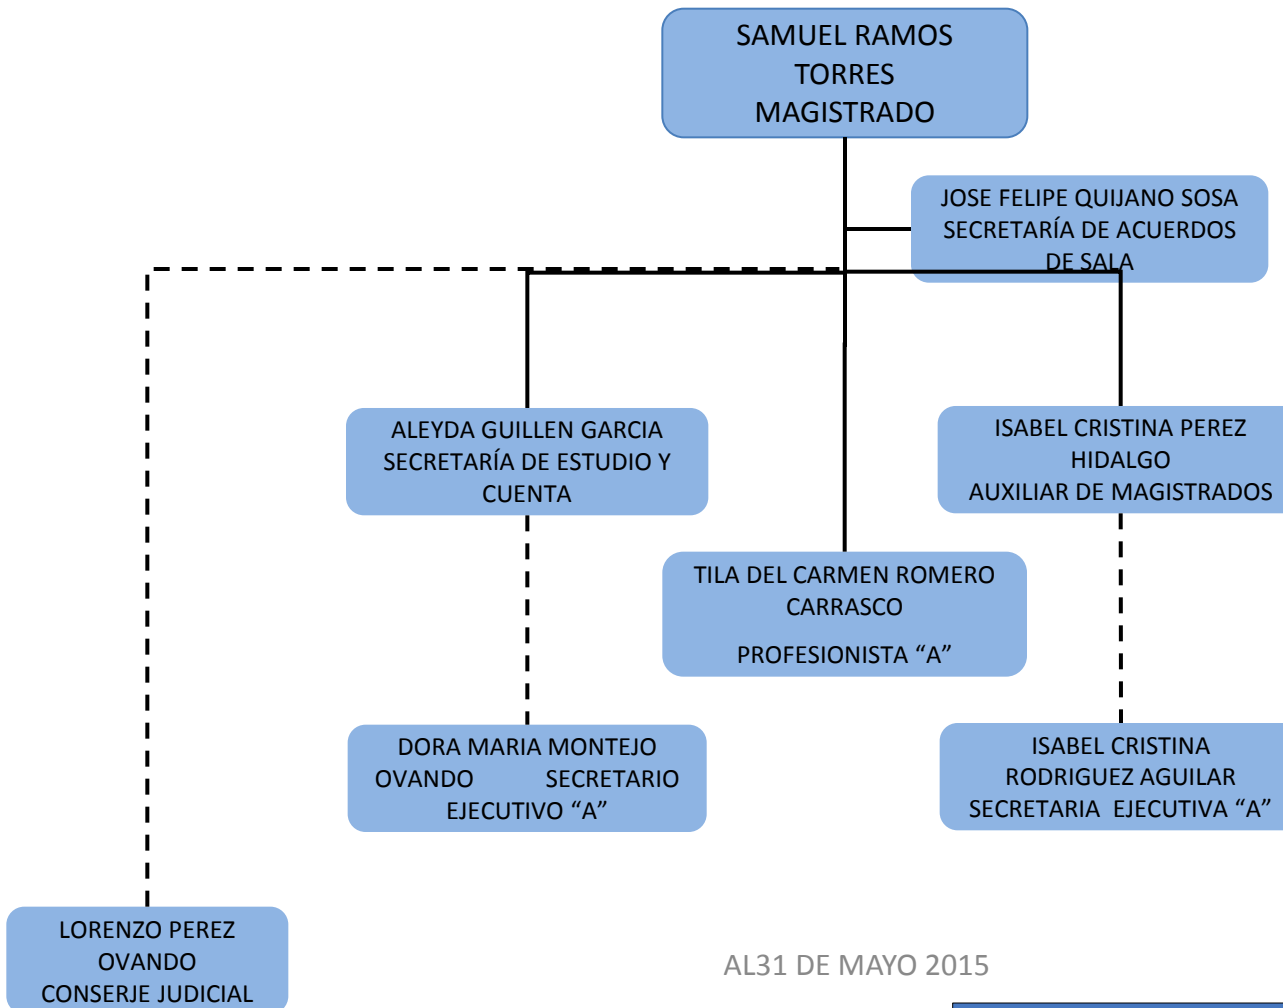 SAMUEL RAMOS
TORRES
MAGISTRADO
JOSE FELIPE QUIJANO SOSA
SECRETARÍA DE ACUERDOS
DE SALA
ALEYDA GUILLEN GARCIA
SECRETARÍA DE ESTUDIO Y
CUENTA
ISABEL CRISTINA PEREZ
HIDALGO
AUXILIAR DE MAGISTRADOS
TILA DEL CARMEN ROMERO
CARRASCO
PROFESIONISTA “A”
DORA MARIA MONTEJO
OVANDO SECRETARIO
EJECUTIVO “A”
ISABEL CRISTINA
RODRIGUEZ AGUILAR
SECRETARIA EJECUTIVA “A”
LORENZO PEREZ
OVANDO
CONSERJE JUDICIAL
AL31 DE MAYO 2015